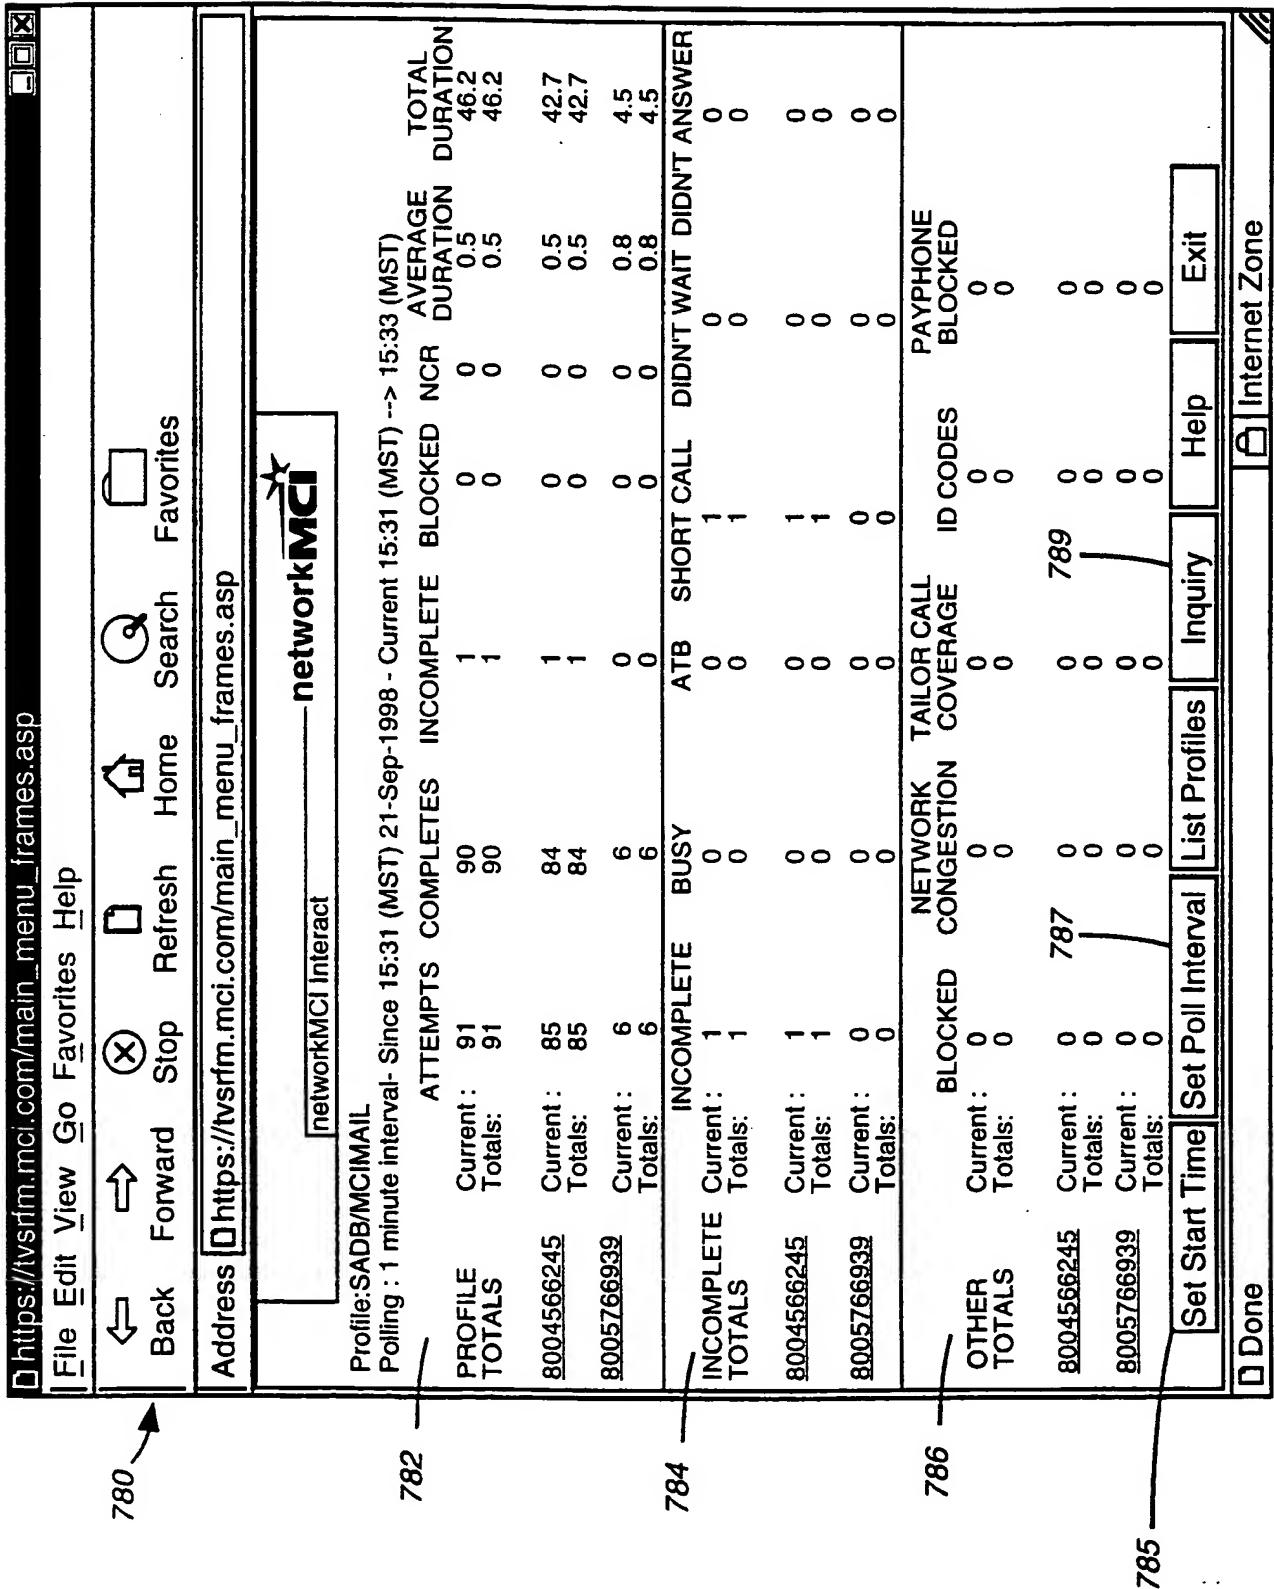 https://tvsrfm.mci.com/main_menu_frames.asp
File Edit View Go Favorites Help
Back Forward Stop Refresh Home Search Favorites
Address https://tvsrfm.mci.com/main_menu_frames.asp
780
networkMCI Interact
networkMCI
Profile:SADB/MCIMAIL
Polling : 1 minute interval- Since 15:31 (MST) 21-Sep-1998 - Current 15:31 (MST) --> 15:33 (MST)
782
ATTEMPTS COMPLETES INCOMPLETE BLOCKED NCR AVERAGE DURATION TOTAL DURATION
PROFILE Current : 91 90 1 0 0 0.5 46.2
TOTALS Totals: 91 90 1 0 0 0.5 46.2
8004566245 Current : 85 84 1 0 0 0.5 42.7
Totals: 85 84 1 0 0 0.5 42.7
8005766939 Current : 6 6 0 0 0 0.8 4.5
Totals: 6 6 0 0 0 0.8 4.5
784
INCOMPLETE BUSY ATB SHORT CALL DIDN'T WAIT DIDN'T ANSWER
INCOMPLETE Current : 1 0 0 1 0 0
TOTALS Totals: 1 0 0 1 0 0
8004566245 Current : 1 0 0 1 0 0
Totals: 1 0 0 1 0 0
8005766939 Current : 0 0 0 0 0 0
Totals: 0 0 0 0 0 0
786
BLOCKED NETWORK CONGESTION TAILOR CALL COVERAGE ID CODES PAYPHONE BLOCKED
OTHER Current : 0 0 0 0 0
TOTALS Totals: 0 0 0 0 0
8004566245 Current : 0 0 0 0 0
Totals: 0 0 0 0 0
8005766939 Current : 0 0 0 0 0
Totals: 0 0 0 0 0
787
789
785
Set Start Time Set Poll Interval List Profiles Inquiry Help Exit
Done Internet Zone